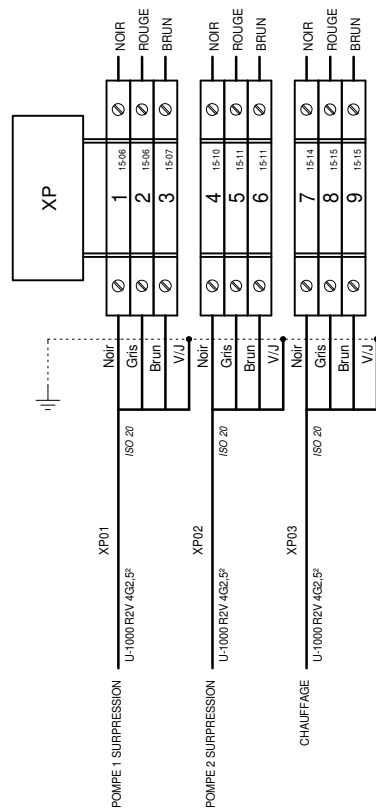 XP
1 15-06 NOIR
2 15-06 ROUGE
3 15-07 BRUN
4 15-10 NOIR
5 15-11 ROUGE
6 15-11 BRUN
7 15-14 NOIR
8 15-15 ROUGE
9 15-15 BRUN
Noir
Gris
Brun
V/J
Noir
Gris
Brun
V/J
Noir
Gris
Brun
V/J
ISO 20
ISO 20
ISO 20
XP01
XP02
XP03
U-1000 R2V 4G2,5²
U-1000 R2V 4G2,5²
U-1000 R2V 4G2,5²
POMPE 1 SURPRESSION
POMPE 2 SURPRESSION
CHAUFFAGE